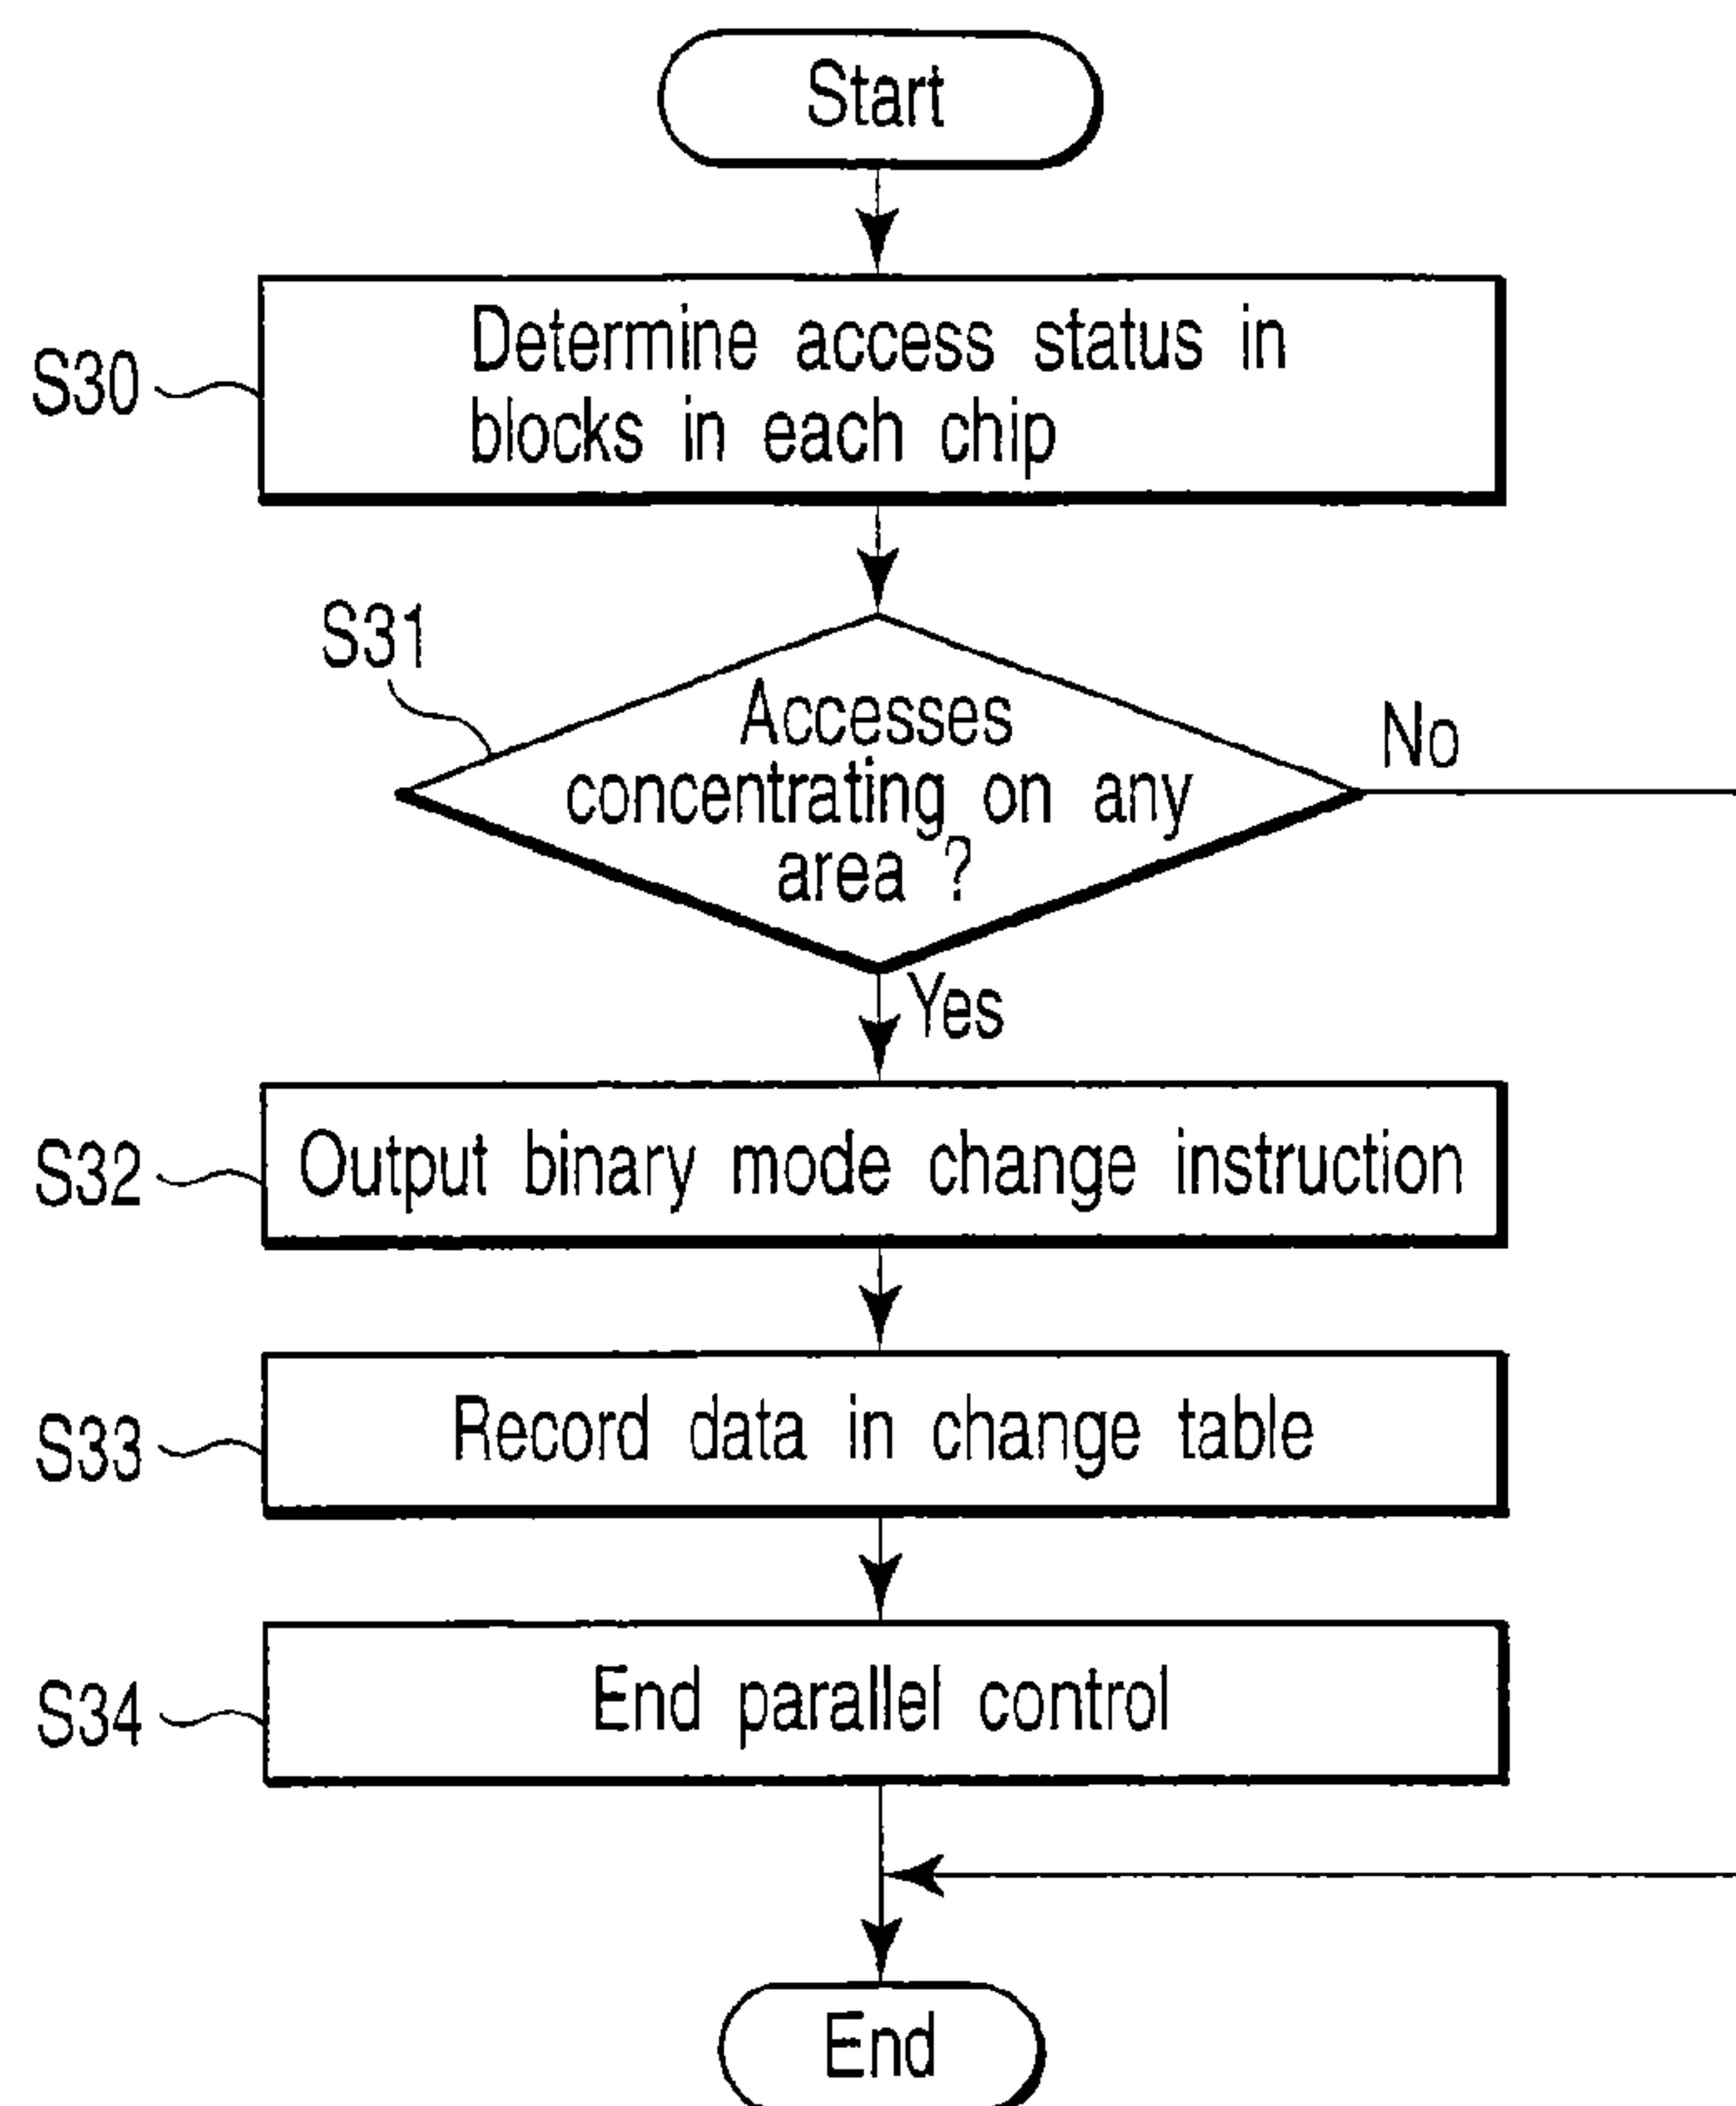 Start
S30
Determine access status in
blocks in each chip
S31
Accesses
concentrating on any
area ?
No
Yes
S32
Output binary mode change instruction
S33
Record data in change table
S34
End parallel control
End